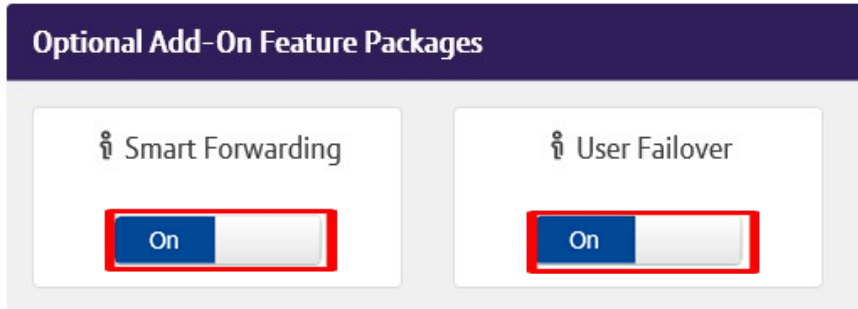 Optional Add-On Feature Packages
Smart Forwarding
User Failover
On
On